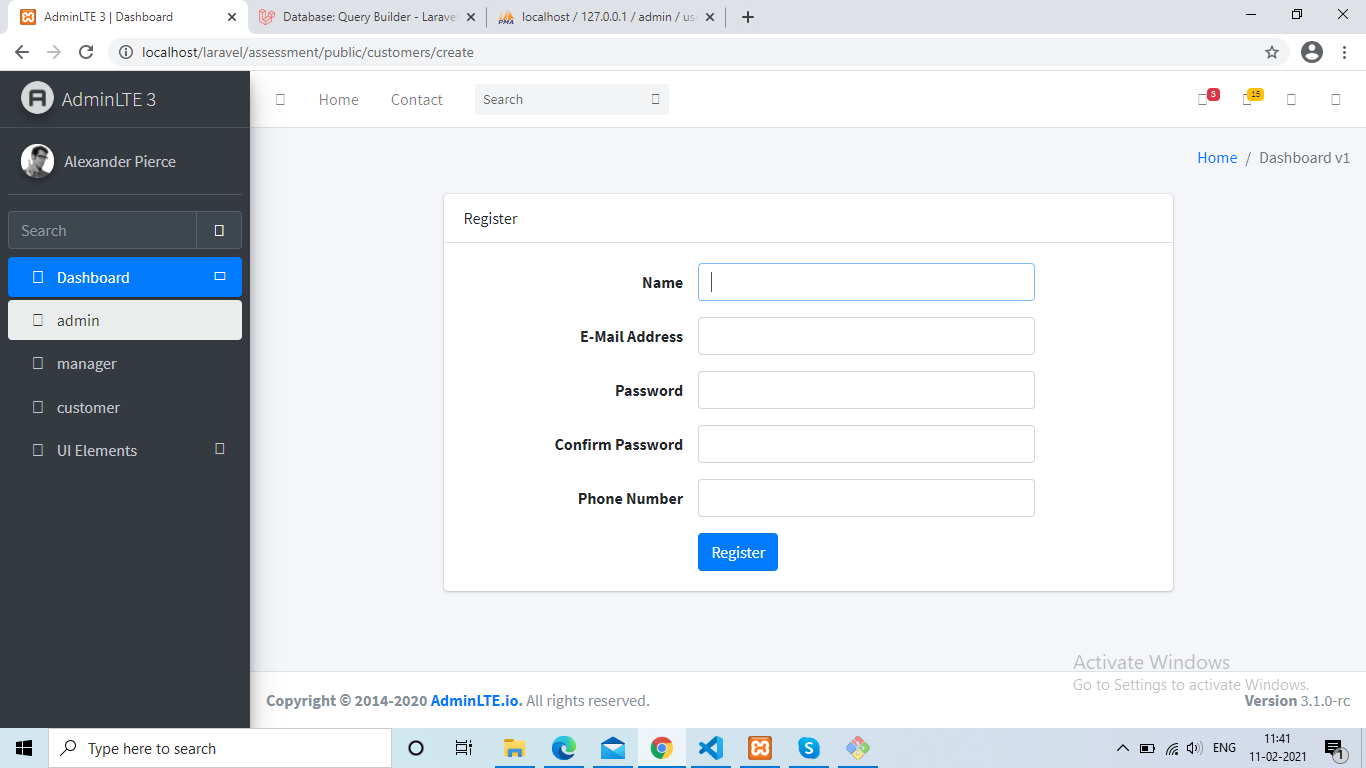 AdminLTE 3 | Dashboard
Database: Query Builder - Larave
localhost / 127.0.0.1 / admin / us
localhost/laravel/assessment/public/customers/create
AdminLTE 3
Home
Contact
Search
3
15
Alexander Pierce
Home / Dashboard v1
Search
Dashboard
admin
manager
customer
UI Elements
Register
Name
E-Mail Address
Password
Confirm Password
Phone Number
Register
Activate Windows
Go to Settings to activate Windows.
Copyright © 2014-2020 AdminLTE.io. All rights reserved.
Version 3.1.0-rc
Type here to search
ENG
11:41
11-02-2021
1